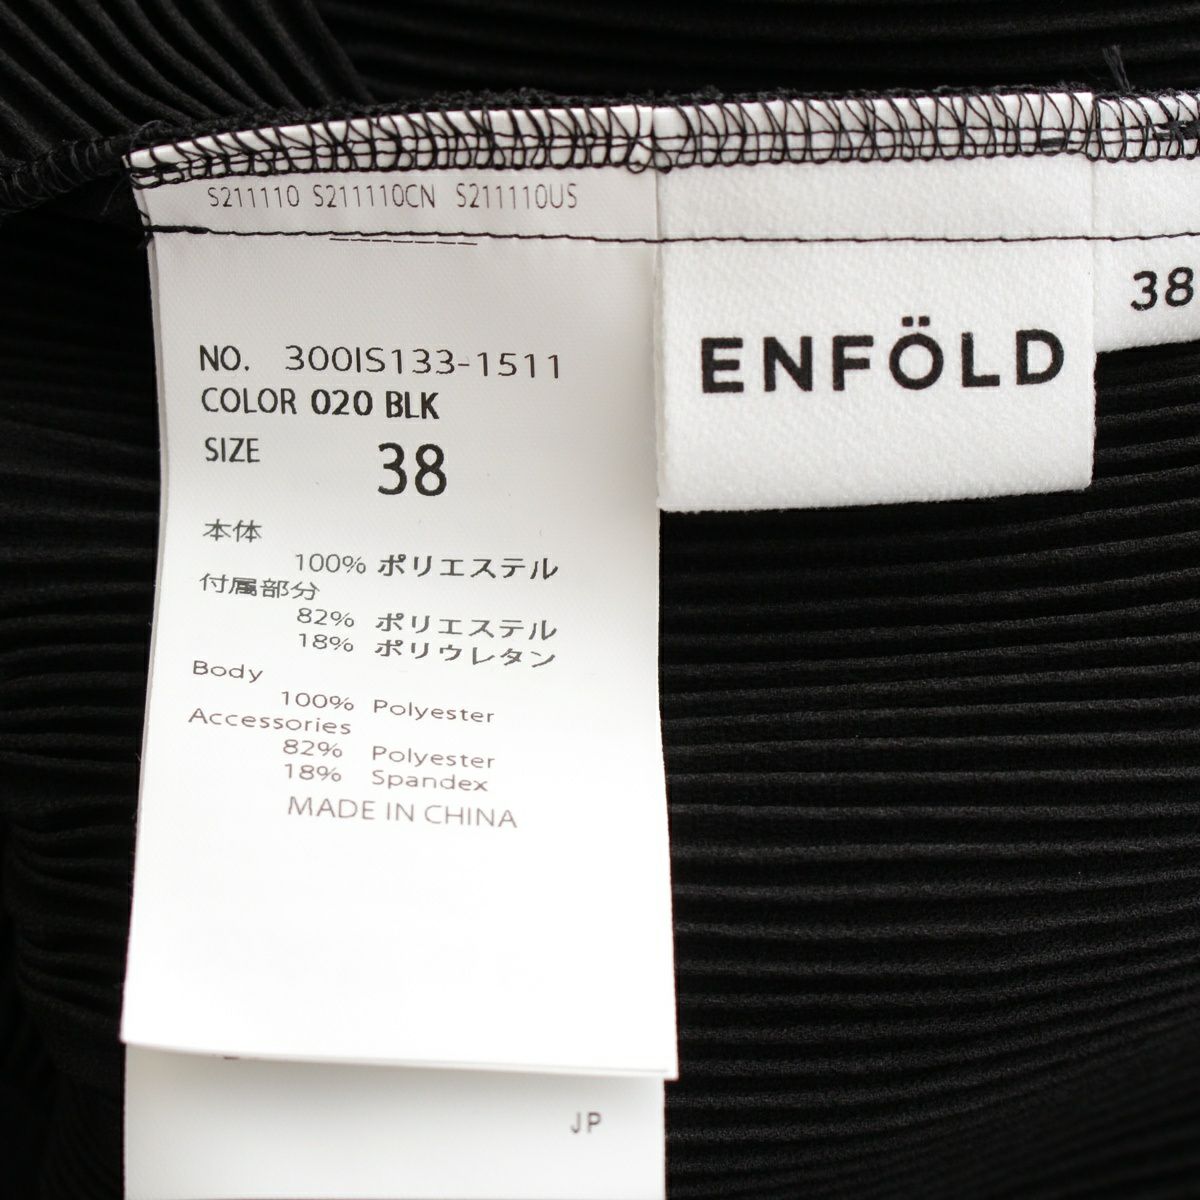 S211110 S211110CN S211110US
NO. 300IS133-1511
COLOR 020 BLK
SIZE 38
本体
100% ポリエステル
付属部分
82% ポリエステル
18% ポリウレタン
Body
100% Polyester
Accessories
82% Polyester
18% Spandex
MADE IN CHINA
JP
ENFÖLD
38